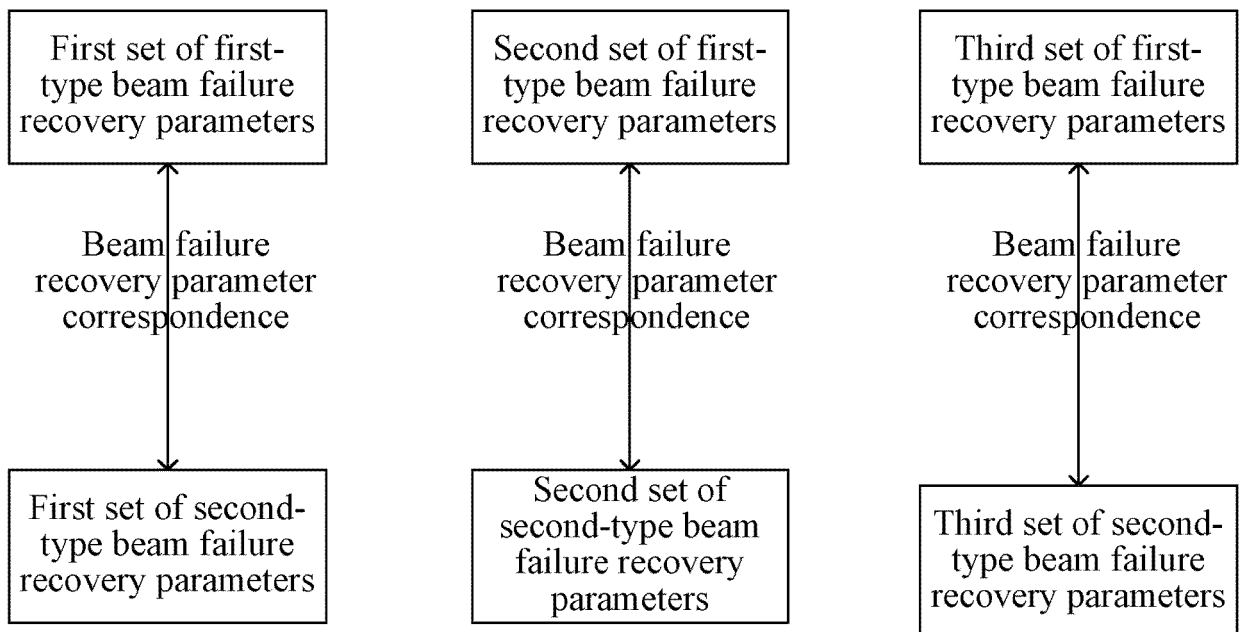 First set of first-
type beam failure
recovery parameters
Second set of first-
type beam failure
recovery parameters
Third set of first-
type beam failure
recovery parameters
Beam failure
recovery parameter
correspondence
Beam failure
recovery parameter
correspondence
Beam failure
recovery parameter
correspondence
First set of second-
type beam failure
recovery parameters
Second set of
second-type beam
failure recovery
parameters
Third set of second-
type beam failure
recovery parameters